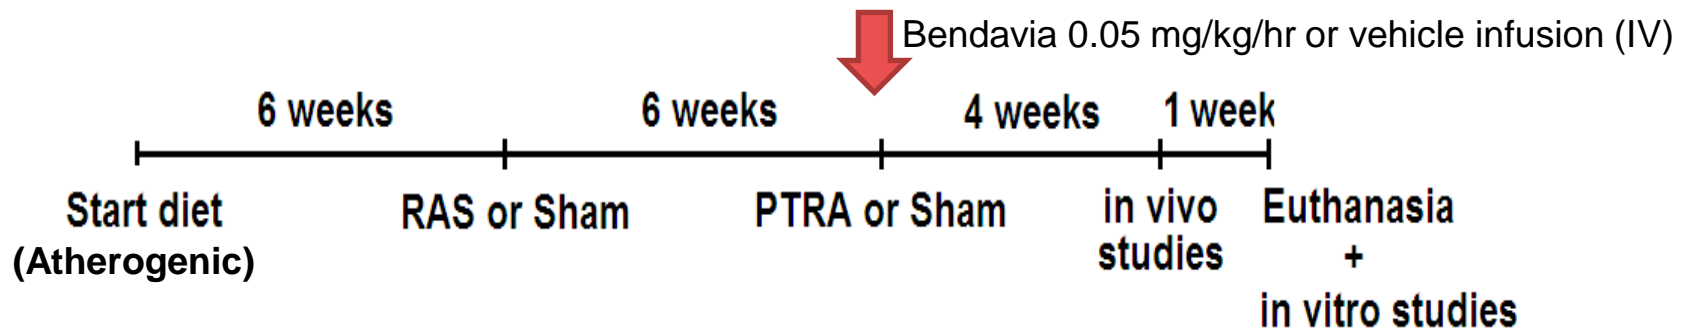 Bendavia 0.05 mg/kg/hr or vehicle infusion (IV)
6 weeks
6 weeks
4 weeks
1 week
Start diet
(Atherogenic)
RAS or Sham
PTRA or Sham
in vivo
studies
Euthanasia
+
in vitro studies